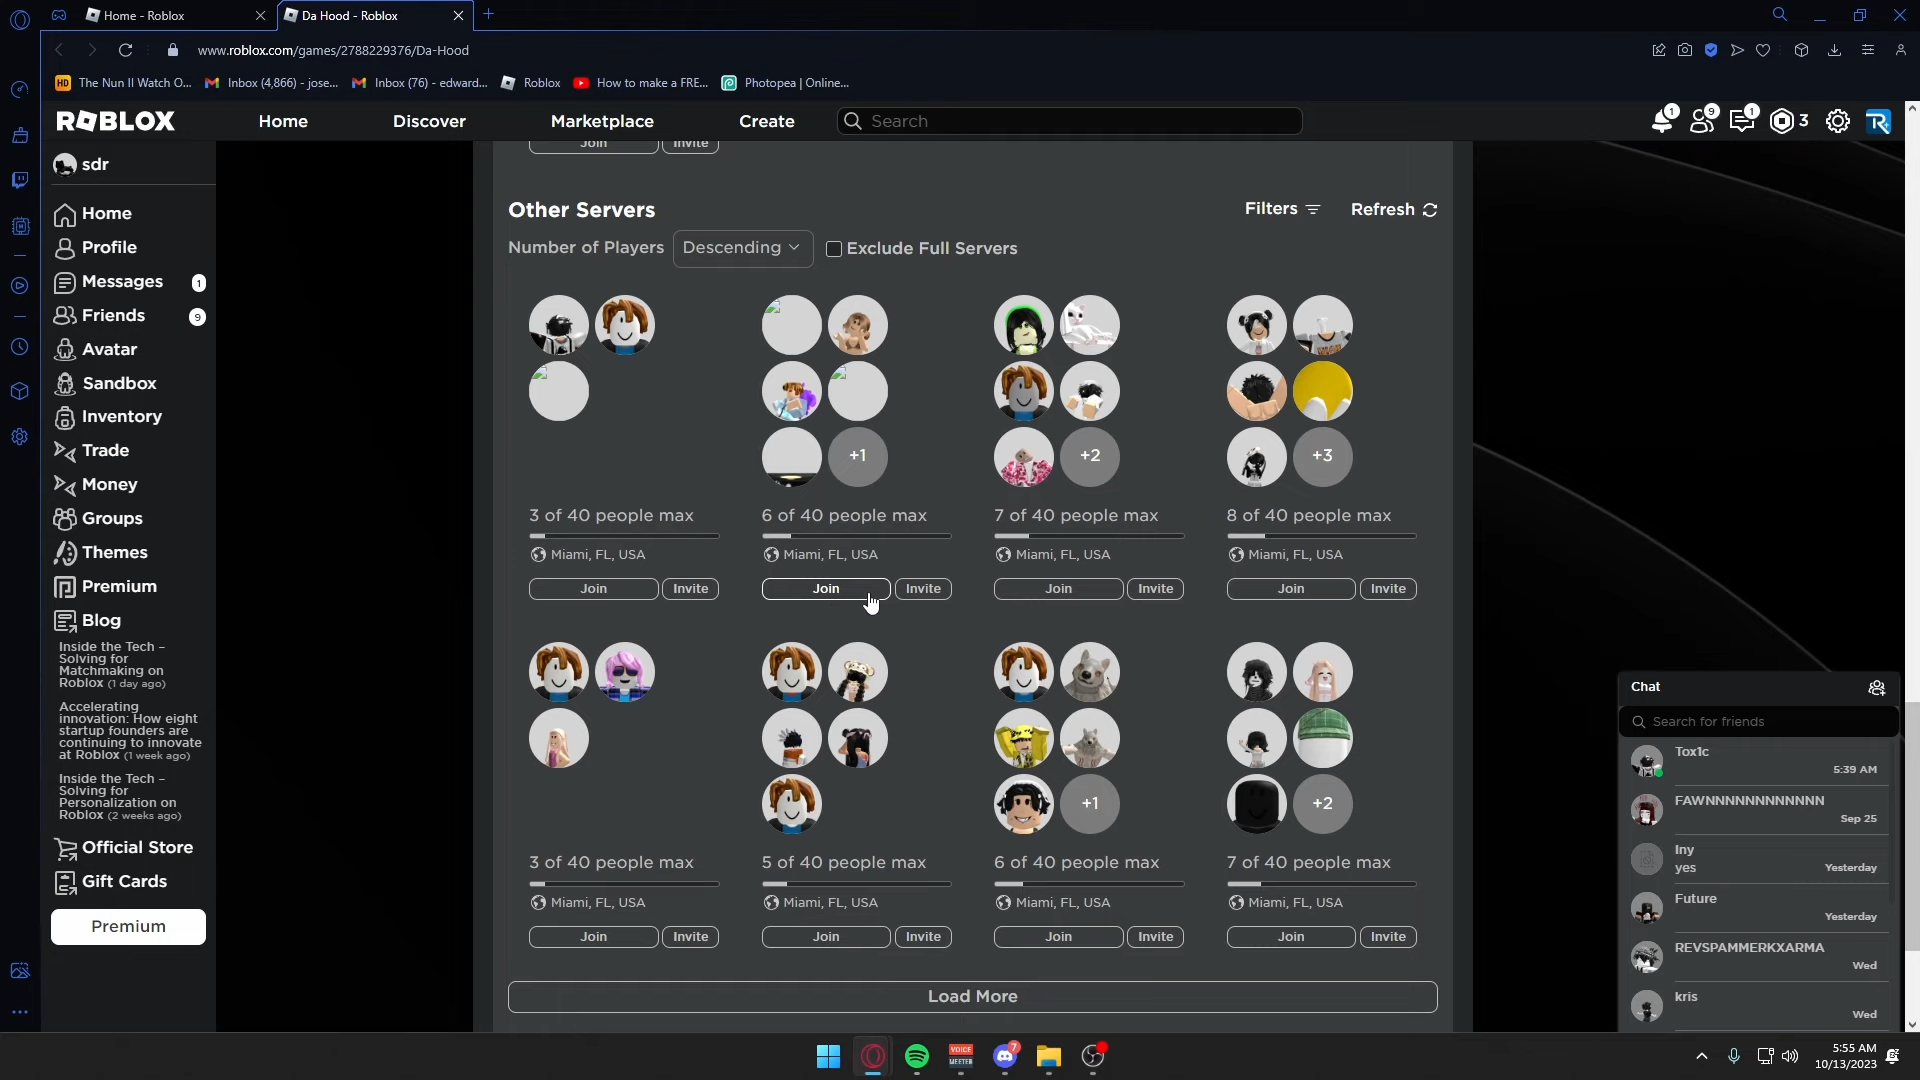 Home - Roblox
Da Hood - Roblox
www.roblox.com/games/2788229376/Da-Hood
HD The Nun II Watch O...
Inbox (4,866) - jose...
Inbox (76) - edward...
Roblox
How to make a FRE...
Photopea | Online...
ROBLOX
Home
Discover
Marketplace
Create
Search
1
9
1
3
sdr
Home
Profile
Messages 1
Friends 9
Avatar
Sandbox
Inventory
Trade
Money
Groups
Themes
Premium
Blog
Inside the Tech -
Solving for
Matchmaking on
Roblox (1 day ago)
Accelerating
innovation: How eight
startup founders are
continuing to innovate
at Roblox (1 week ago)
Inside the Tech -
Solving for
Personalization on
Roblox (2 weeks ago)
Official Store
Gift Cards
Premium
Join Invite
Other Servers
Filters
Refresh
Number of Players Descending Exclude Full Servers
+1
+2
+3
3 of 40 people max
6 of 40 people max
7 of 40 people max
8 of 40 people max
Miami, FL, USA
Miami, FL, USA
Miami, FL, USA
Miami, FL, USA
Join Invite
Join Invite
Join Invite
Join Invite
+1
+2
3 of 40 people max
5 of 40 people max
6 of 40 people max
7 of 40 people max
Miami, FL, USA
Miami, FL, USA
Miami, FL, USA
Miami, FL, USA
Join Invite
Join Invite
Join Invite
Join Invite
Load More
Chat
Search for friends
Tox1c
5:39 AM
FAWNNNNNNNNNNNN
Sep 25
yes
Yesterday
Future
Yesterday
REVSPAMMERKXARMA
Wed
kris
Wed
VOICE
MEETER
7
5:55 AM
10/13/2023